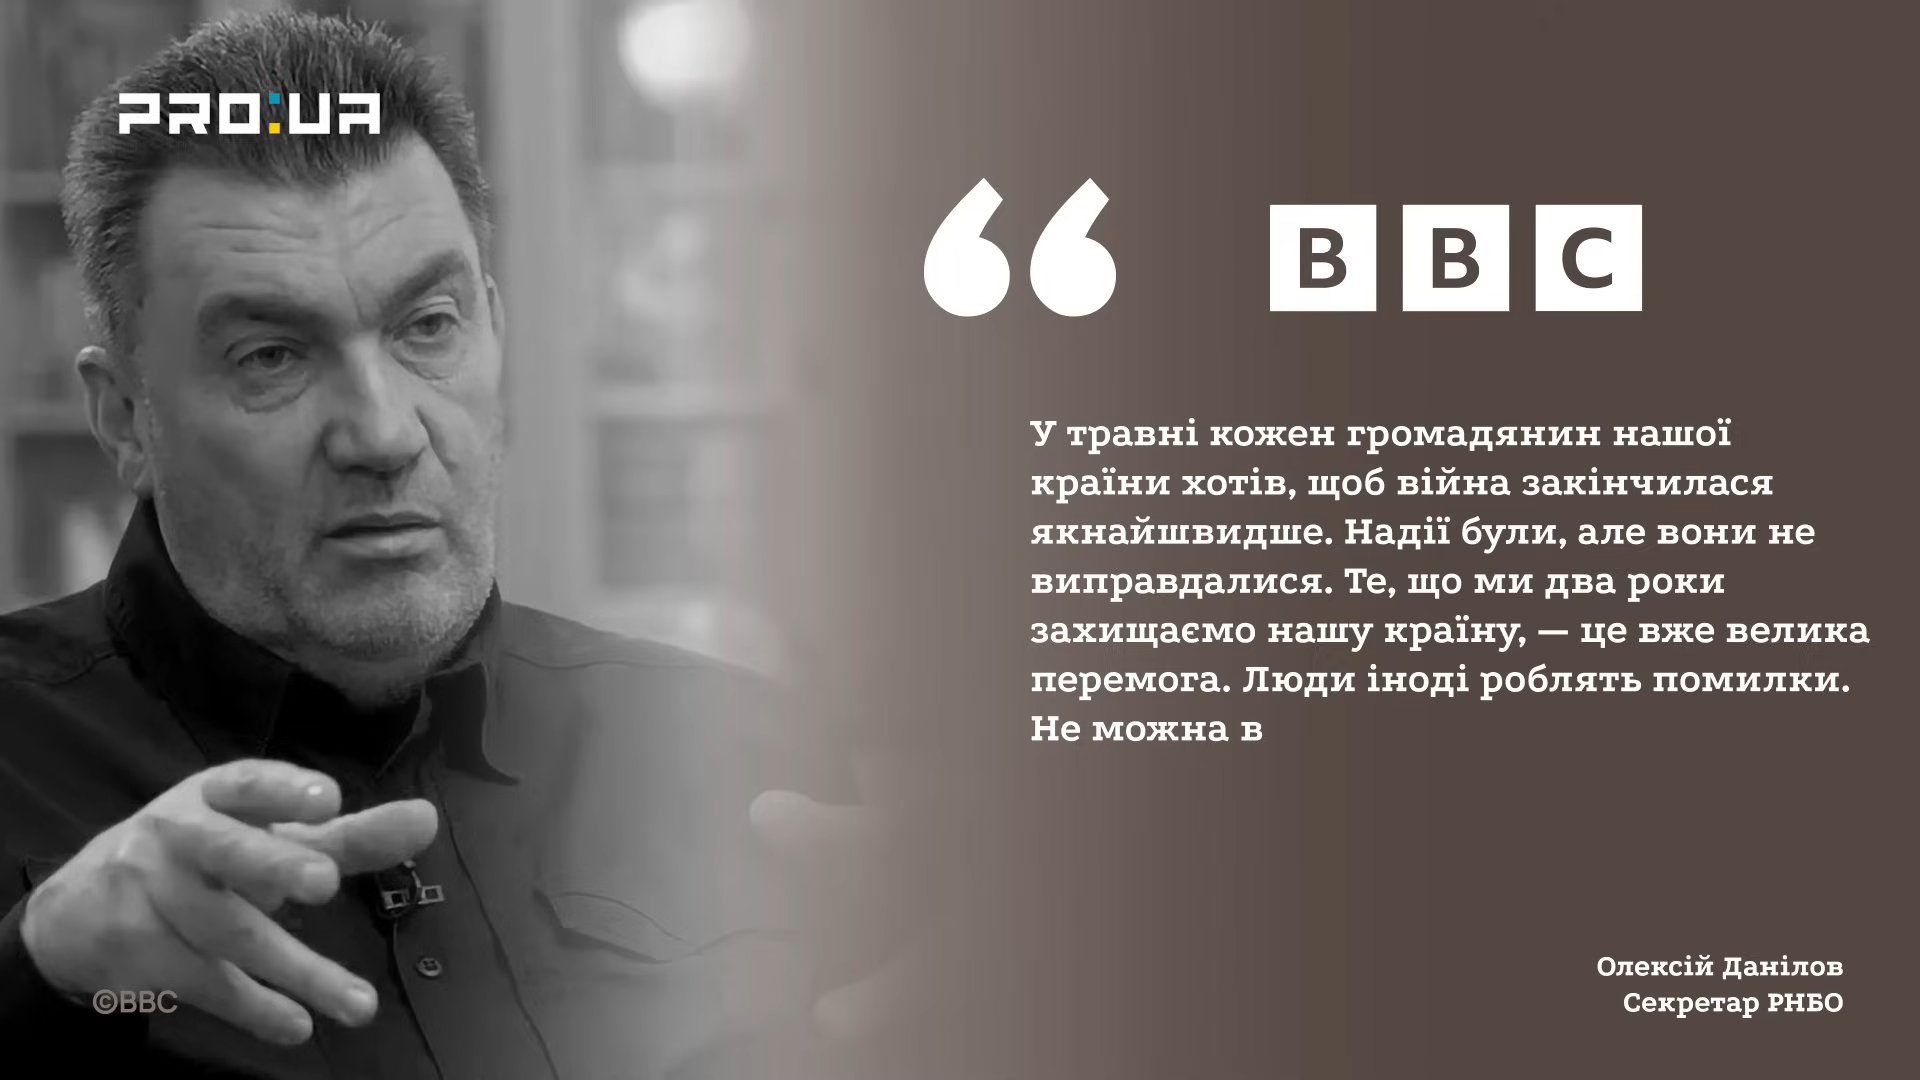 PRO:UA
BBC
У травні кожен громадянин нашої
країни хотів, щоб війна закінчилася
якнайшвидше. Надії були, але вони не
виправдалися. Те, що ми два роки
захищаємо нашу країну, — це вже велика
перемога. Люди іноді роблять помилки.
Не можна в
Олексій Данілов
Секретар РНБО
©BBC